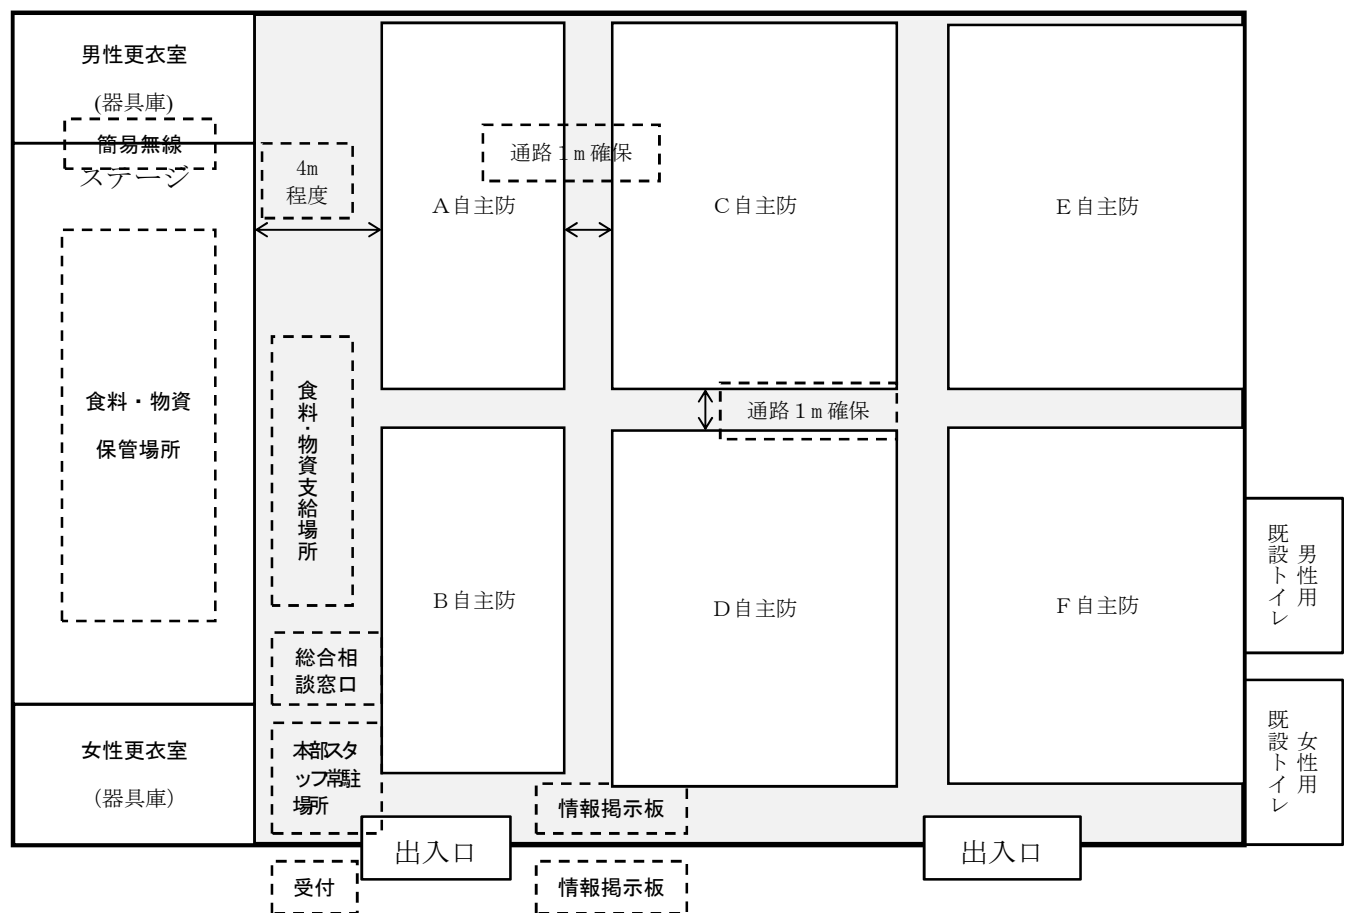 男性更衣室
(器具庫)
簡易無線
ステージ
4m
程度
通路1m確保
A自主防
C自主防
E自主防
食料・物資
保管場所
食料・物資支給場所
通路1m確保
B自主防
D自主防
F自主防
男性用
既設トイレ
総合相
談窓口
女性更衣室
(器具庫)
本部スタ
ッフ常駐
場所
情報掲示板
女性用
既設トイレ
出入口
出入口
受付
情報掲示板